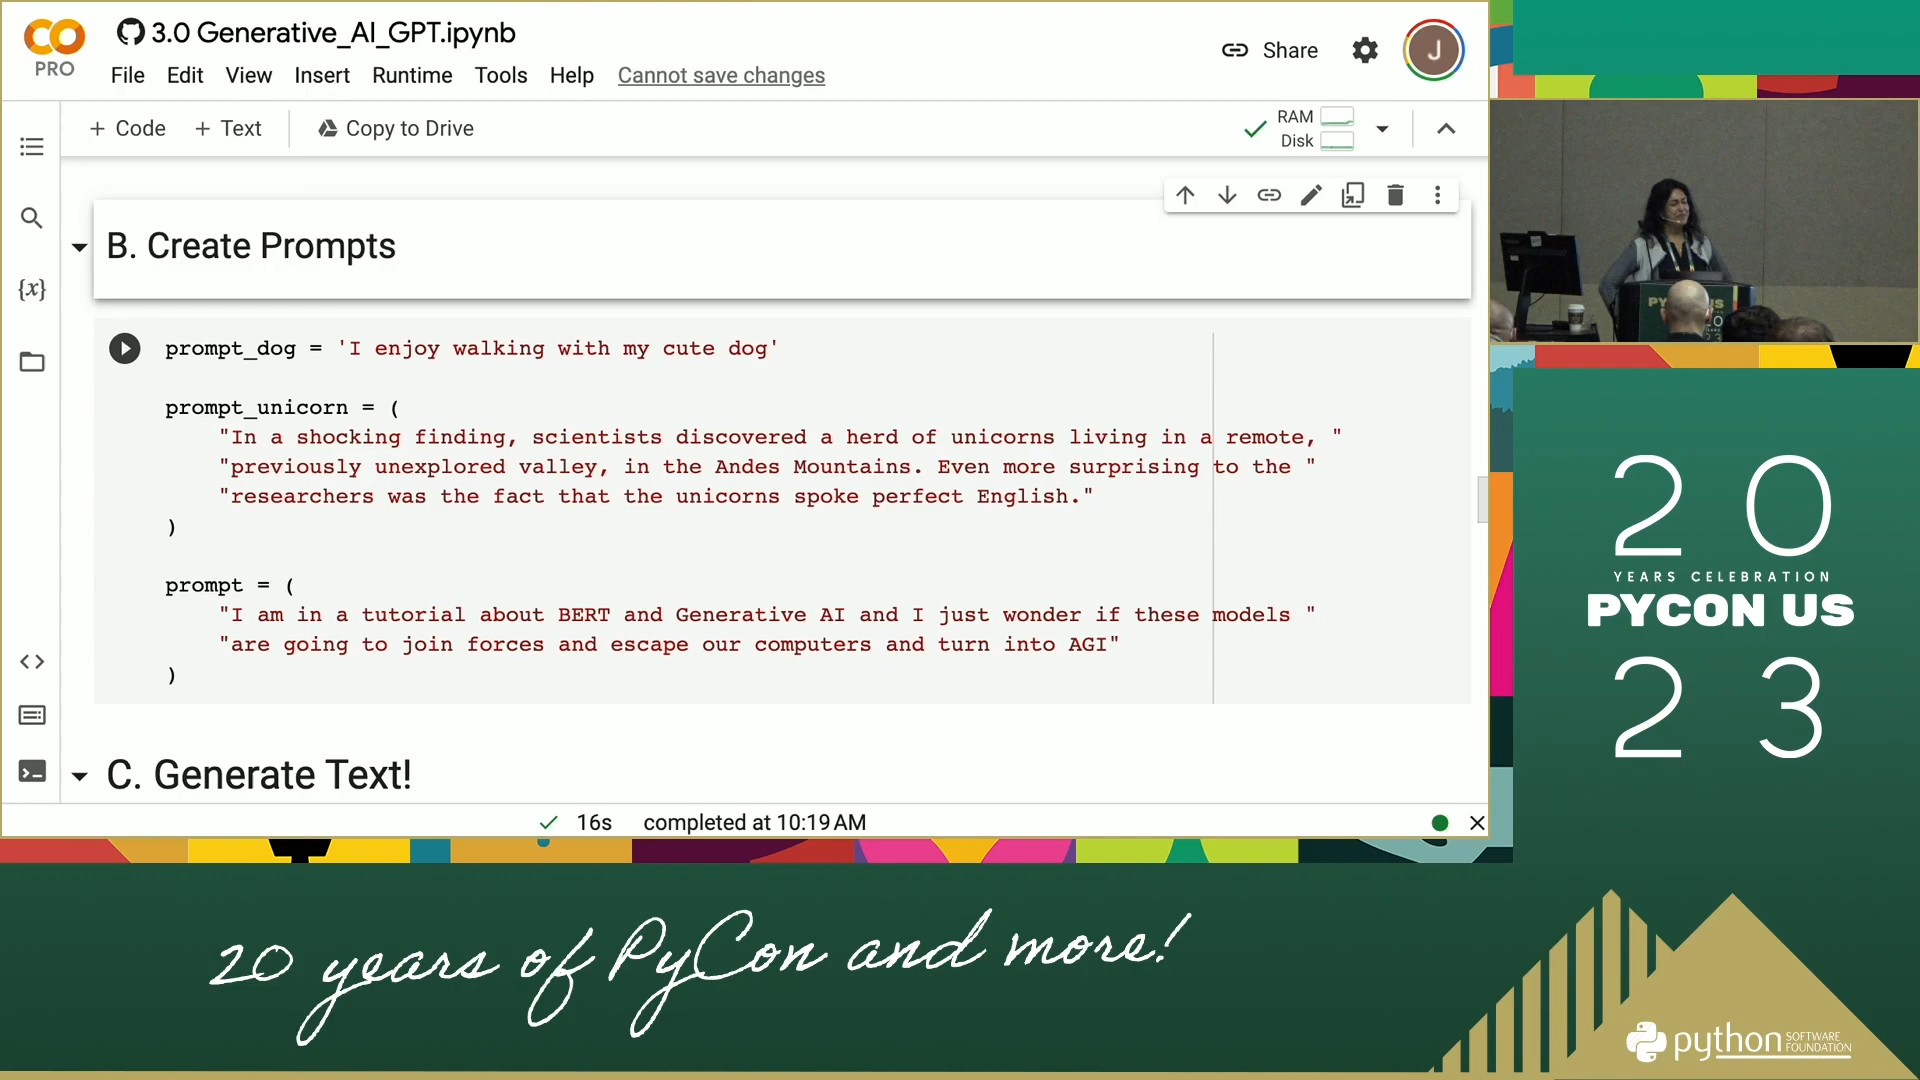 3.0 Generative_AI_GPT.ipynb
PRO
File Edit View Insert Runtime Tools Help Cannot save changes
Share
J
+ Code + Text Copy to Drive
RAM
Disk
B. Create Prompts
{x}
prompt_dog = 'I enjoy walking with my cute dog'
prompt_unicorn = (
"In a shocking finding, scientists discovered a herd of unicorns living in a remote, "
"previously unexplored valley, in the Andes Mountains. Even more surprising to the "
"researchers was the fact that the unicorns spoke perfect English."
)
prompt = (
"I am in a tutorial about BERT and Generative AI and I just wonder if these models "
"are going to join forces and escape our computers and turn into AGI"
)
C. Generate Text!
16s completed at 10:19 AM
20
YEARS CELEBRATION
PYCON US
23
20 years of PyCon and more!
python SOFTWARE
FOUNDATION